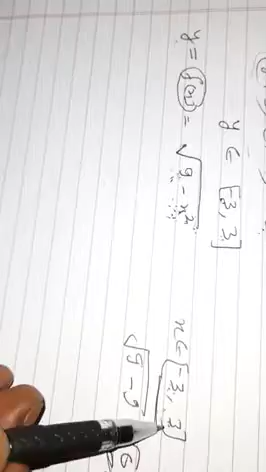 y ∈ [-3, 3]
y = f(x) = √(9 - x²)
x ∈ [-3, 3]
√(9 - 9)